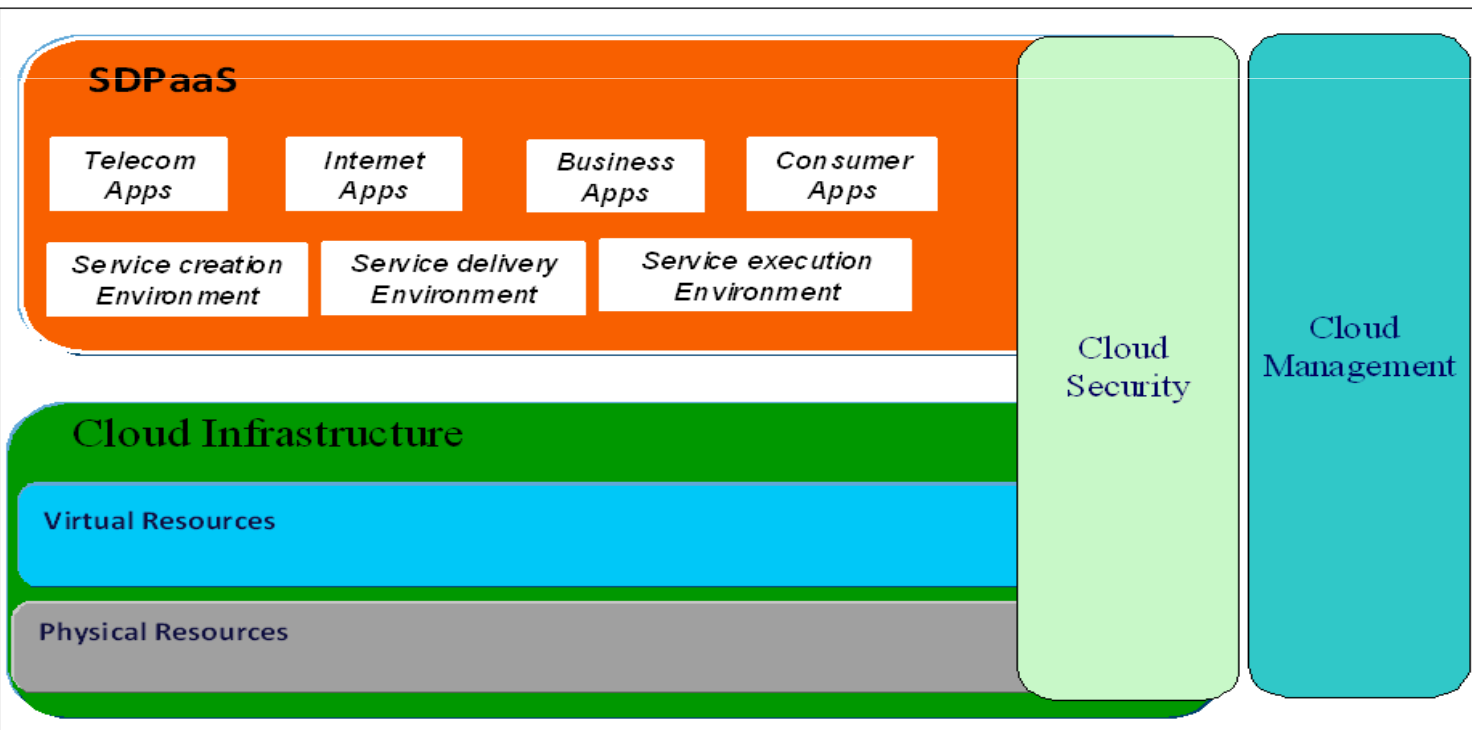 SDPaaS
Telecom
Apps
Internet
Apps
Business
Apps
Consumer
Apps
Service creation
Environment
Service delivery
Environment
Service execution
Environment
Cloud
Security
Cloud
Management
Cloud Infrastructure
Virtual Resources
Physical Resources